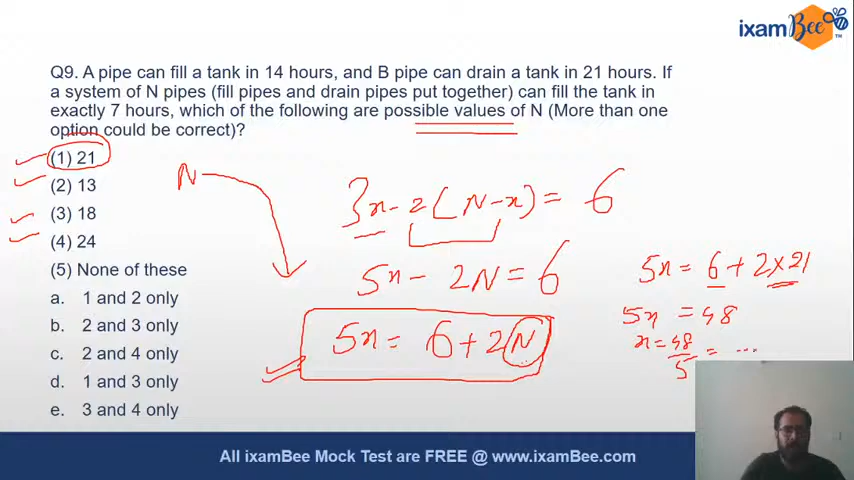 ixamBee™
Q9. A pipe can fill a tank in 14 hours, and B pipe can drain a tank in 21 hours. If
a system of N pipes (fill pipes and drain pipes put together) can fill the tank in
exactly 7 hours, which of the following are possible values of N (More than one
option could be correct)?
(1) 21
(2) 13
(3) 18
(4) 24
(5) None of these
a. 1 and 2 only
b. 2 and 3 only
c. 2 and 4 only
d. 1 and 3 only
e. 3 and 4 only
N
3x - 2(N - x) = 6
5x - 2N = 6
5x = 6 + 2N
5x = 6 + 2 × 21
5x = 48
x = 48/5 = ...
All ixamBee Mock Test are FREE @ www.ixamBee.com